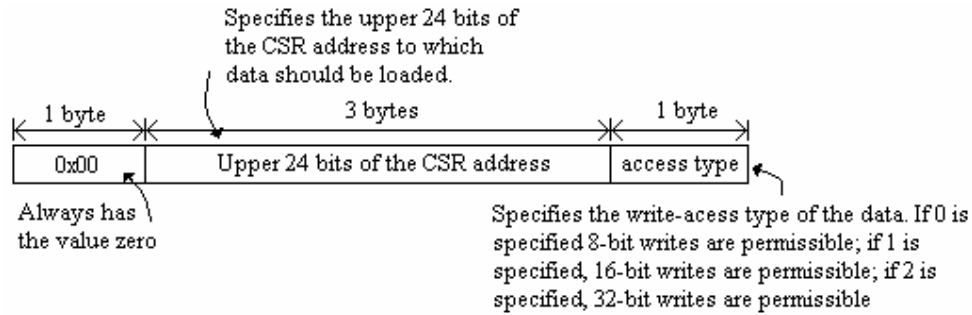 Specifies the upper 24 bits of
the CSR address to which
data should be loaded.
1 byte
3 bytes
1 byte
0x00
Upper 24 bits of the CSR address
access type
Always has
the value zero
Specifies the write-acess type of the data. If 0 is
specified 8-bit writes are permissible; if 1 is
specified, 16-bit writes are permissible; if 2 is
specified, 32-bit writes are permissible